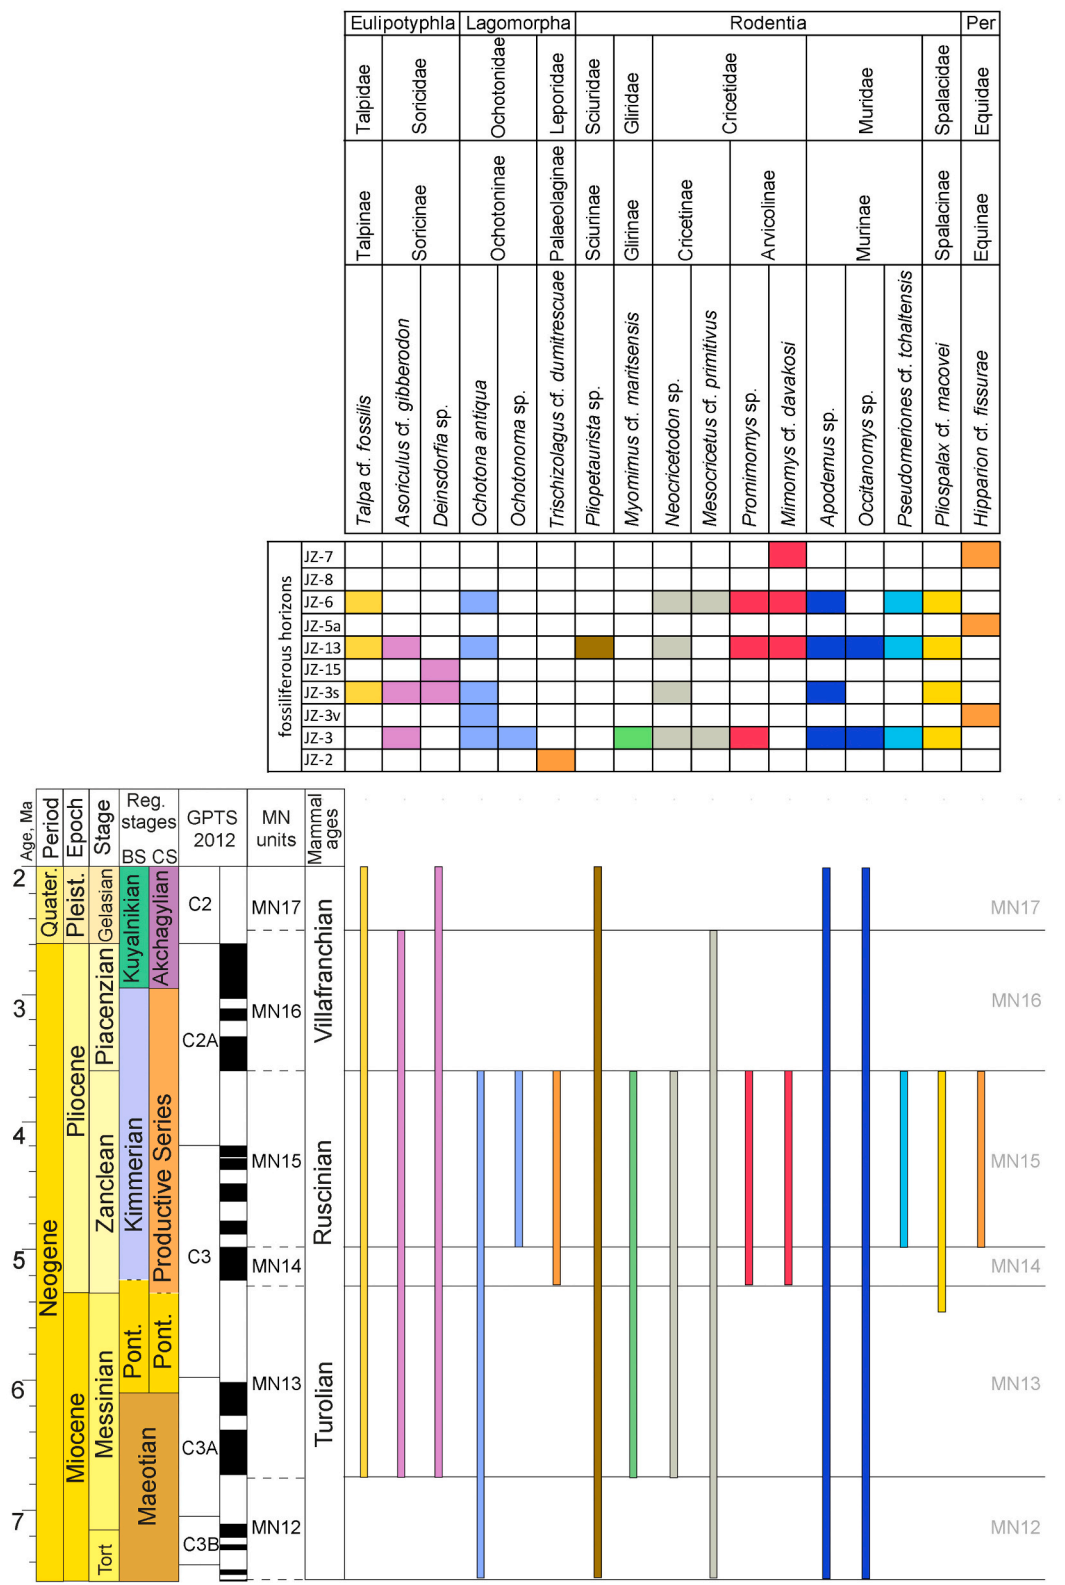 Eulipotyphla Lagomorpha Rodentia Per
Talpidae Soricidae Ochotonidae Leporidae Sciuridae Gliridae Cricetidae Muridae Spalacidae Equidae
Talpinae Soricinae Ochotoninae Palaeolaginae Sciurinae Glirinae Cricetinae Arvicolinae Murinae Spalacinae Equinae
Talpa cf. fossilis
Asoriculus cf. gibberodon
Deinsdorfia sp.
Ochotona antiqua
Ochotonoma sp.
Trischizolagus cf. dumitrescuae
Pliopetaurista sp.
Myomimus cf. maritsensis
Neocricetodon sp.
Mesocricetus cf. primitivus
Promimomys sp.
Mimomys cf. davakosi
Apodemus sp.
Occitanomys sp.
Pseudomeriones cf. tchaltensis
Pliospalax cf. macovei
Hipparion cf. fissurae
fossiliferous horizons
JZ-7
JZ-8
JZ-6
JZ-5a
JZ-13
JZ-15
JZ-3s
JZ-3v
JZ-3
JZ-2
Age, Ma
Period
Epoch
Stage
Reg.
stages
BS CS
GPTS
2012
MN
units
Mammal
ages
2
3
4
5
6
7
Quater.
Neogene
Pleist.
Pliocene
Miocene
Gelasian
Piacenzian
Zanclean
Messinian
Tort
Kuyalnikian
Kimmerian
Pont.
Maeotian
Akchagylian
Productive Series
Pont.
C2
C2A
C3
C3A
C3B
MN17
MN16
MN15
MN14
MN13
MN12
Villafranchian
Ruscinian
Turolian
MN17
MN16
MN15
MN14
MN13
MN12